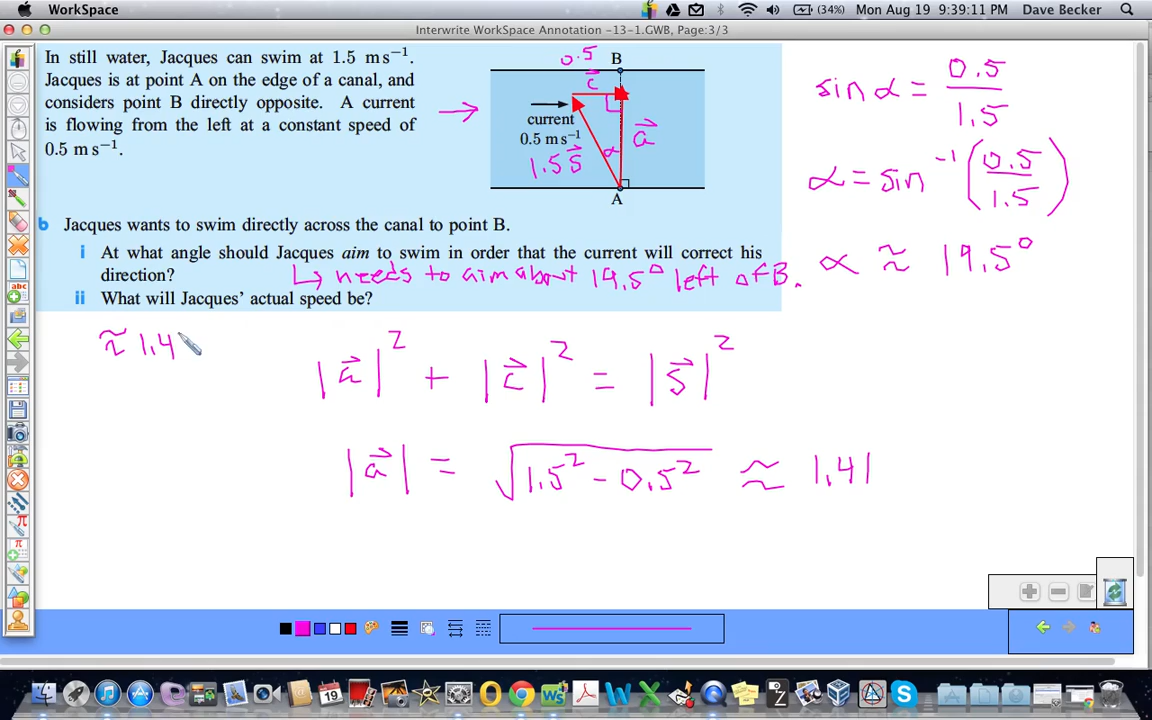 WorkSpace
(34%) Mon Aug 19 9:39:11 PM Dave Becker
Interwrite WorkSpace Annotation -13-1.GWB, Page:3/3
In still water, Jacques can swim at 1.5 m s⁻¹.
Jacques is at point A on the edge of a canal, and
considers point B directly opposite. A current
is flowing from the left at a constant speed of
0.5 m s⁻¹.
0.5
B
c⃗
current
0.5 m s⁻¹
a⃗
1.5 s⃗
α
A
sin α = 0.5/1.5
α = sin⁻¹(0.5/1.5)
α ≈ 19.5°
b Jacques wants to swim directly across the canal to point B.
i At what angle should Jacques aim to swim in order that the current will correct his
direction? ↳ needs to aim about 19.5° left of B.
ii What will Jacques' actual speed be?
≈ 1.4
|a⃗|² + |c⃗|² = |s⃗|²
|a⃗| = √(1.5² − 0.5²) ≈ 1.41